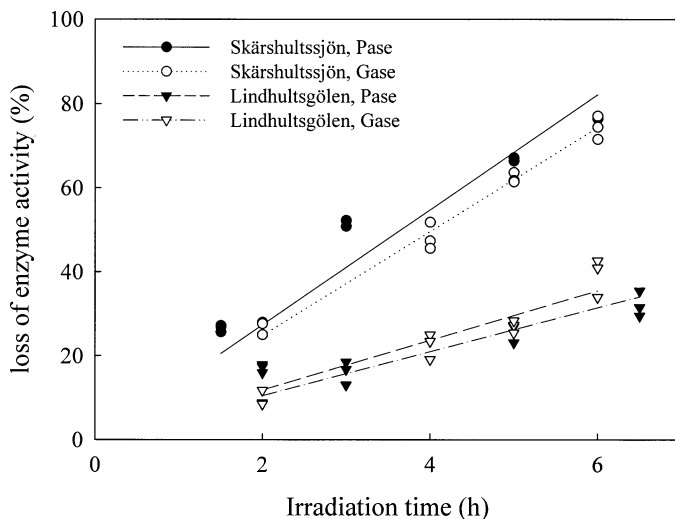 100
80
60
40
20
0
loss of enzyme activity (%)
Skärshultssjön, Pase
Skärshultssjön, Gase
Lindhultsgölen, Pase
Lindhultsgölen, Gase
0 2 4 6
Irradiation time (h)